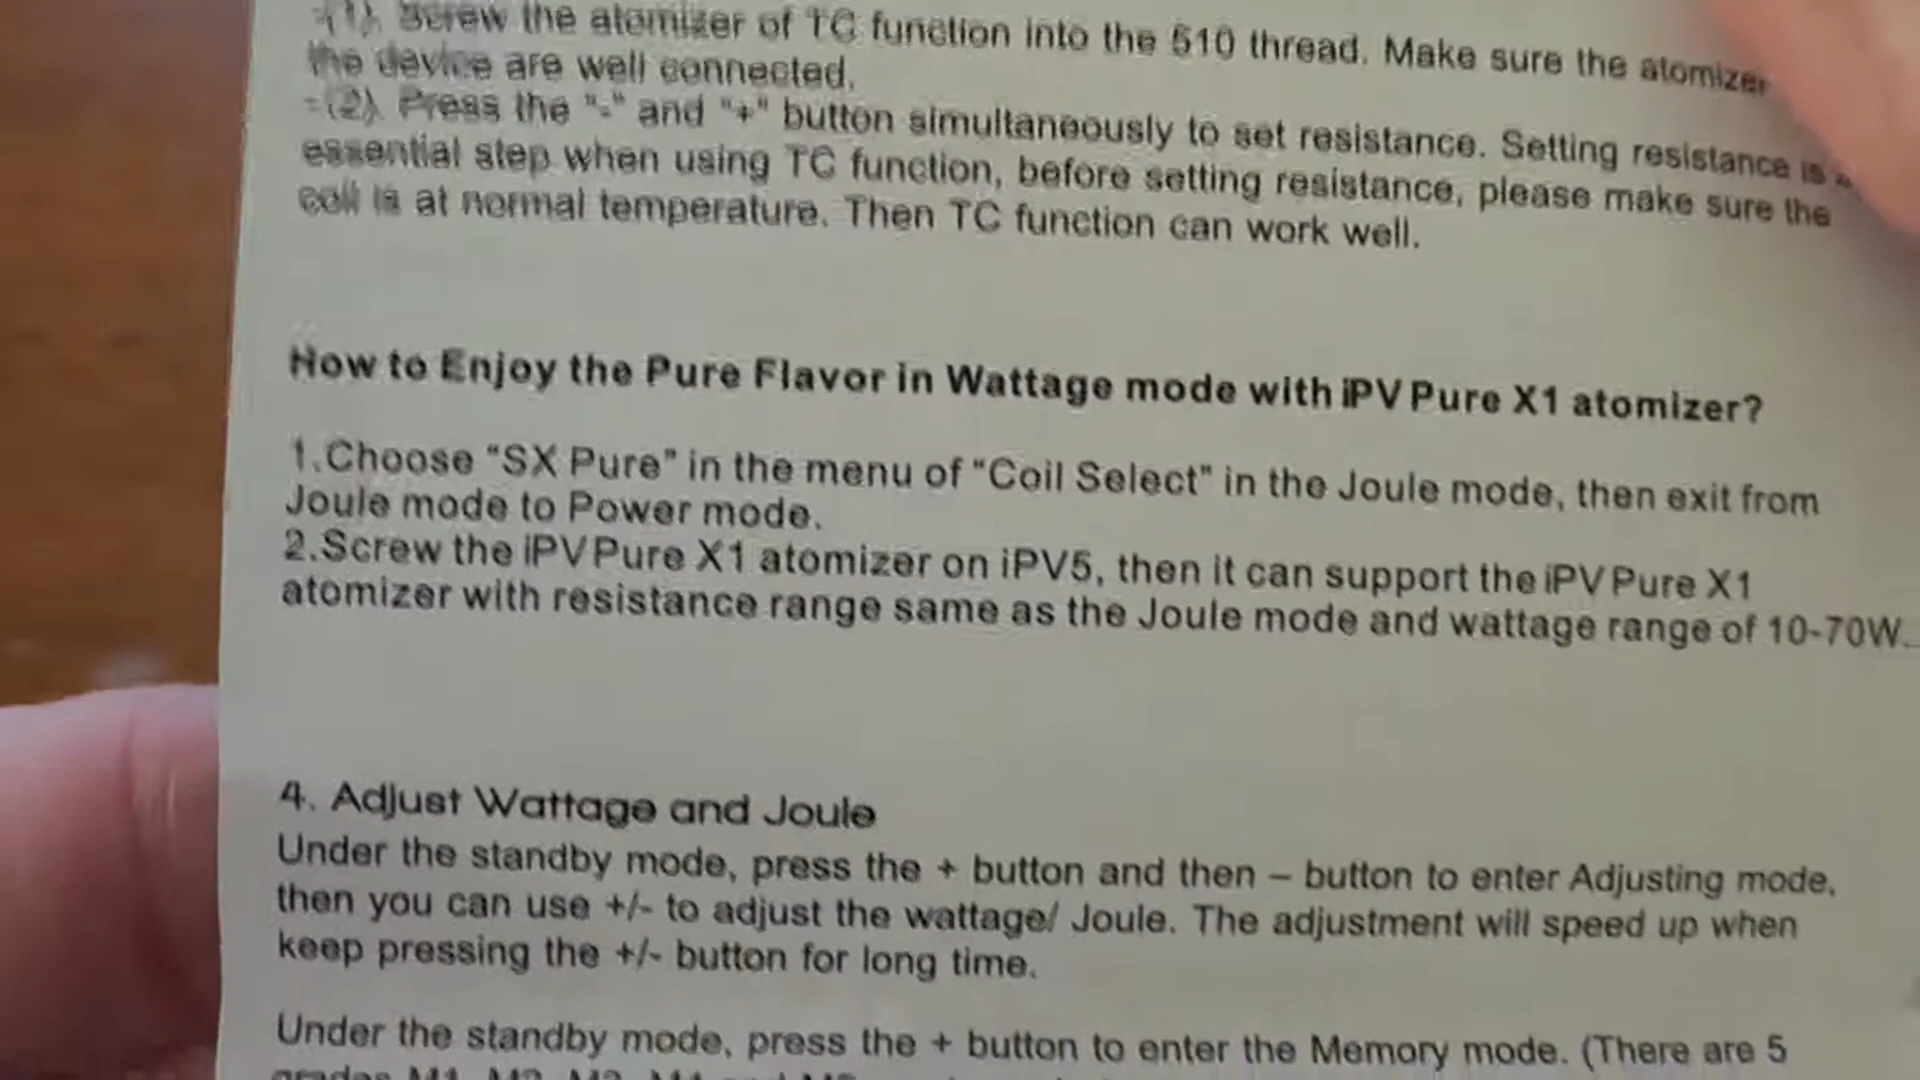 (1). Screw the atomizer of TC function into the 510 thread. Make sure the atomizer
the device are well connected.
(2). Press the "-" and "+" button simultaneously to set resistance. Setting resistance is
essential step when using TC function, before setting resistance, please make sure the
coil is at normal temperature. Then TC function can work well.
How to Enjoy the Pure Flavor in Wattage mode with iPV Pure X1 atomizer?
1.Choose “SX Pure” in the menu of “Coil Select” in the Joule mode, then exit from
Joule mode to Power mode.
2.Screw the iPV Pure X1 atomizer on iPV5, then it can support the iPV Pure X1
atomizer with resistance range same as the Joule mode and wattage range of 10-70W.
4. Adjust Wattage and Joule
Under the standby mode, press the + button and then – button to enter Adjusting mode,
then you can use +/- to adjust the wattage/ Joule. The adjustment will speed up when
keep pressing the +/- button for long time.
Under the standby mode, press the + button to enter the Memory mode. (There are 5
grades M1, M2, M3, M4 and M5